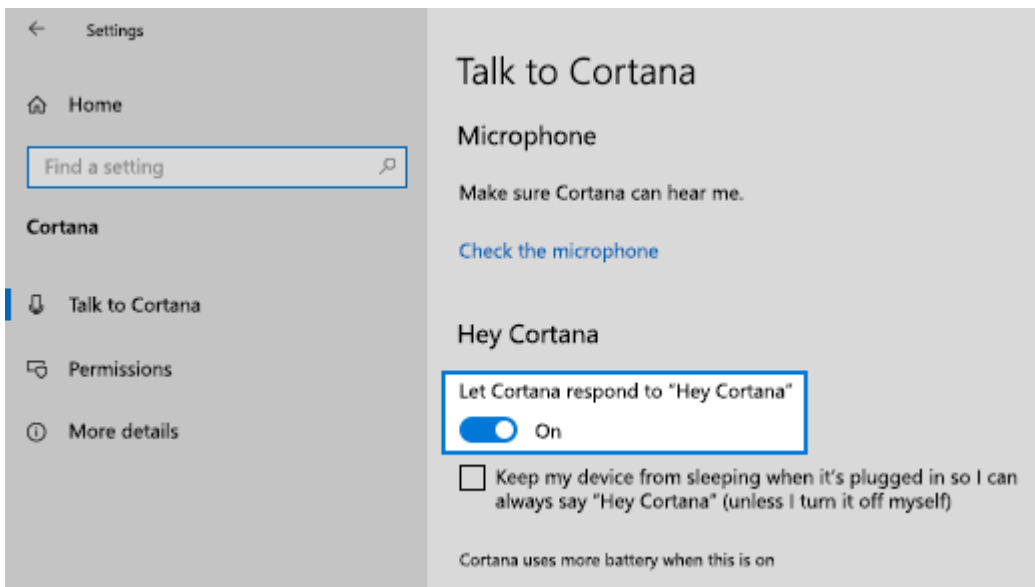 Settings
Home
Find a setting
Cortana
Talk to Cortana
Permissions
More details
Talk to Cortana
Microphone
Make sure Cortana can hear me.
Check the microphone
Hey Cortana
Let Cortana respond to "Hey Cortana"
On
Keep my device from sleeping when it's plugged in so I can
always say "Hey Cortana" (unless I turn it off myself)
Cortana uses more battery when this is on